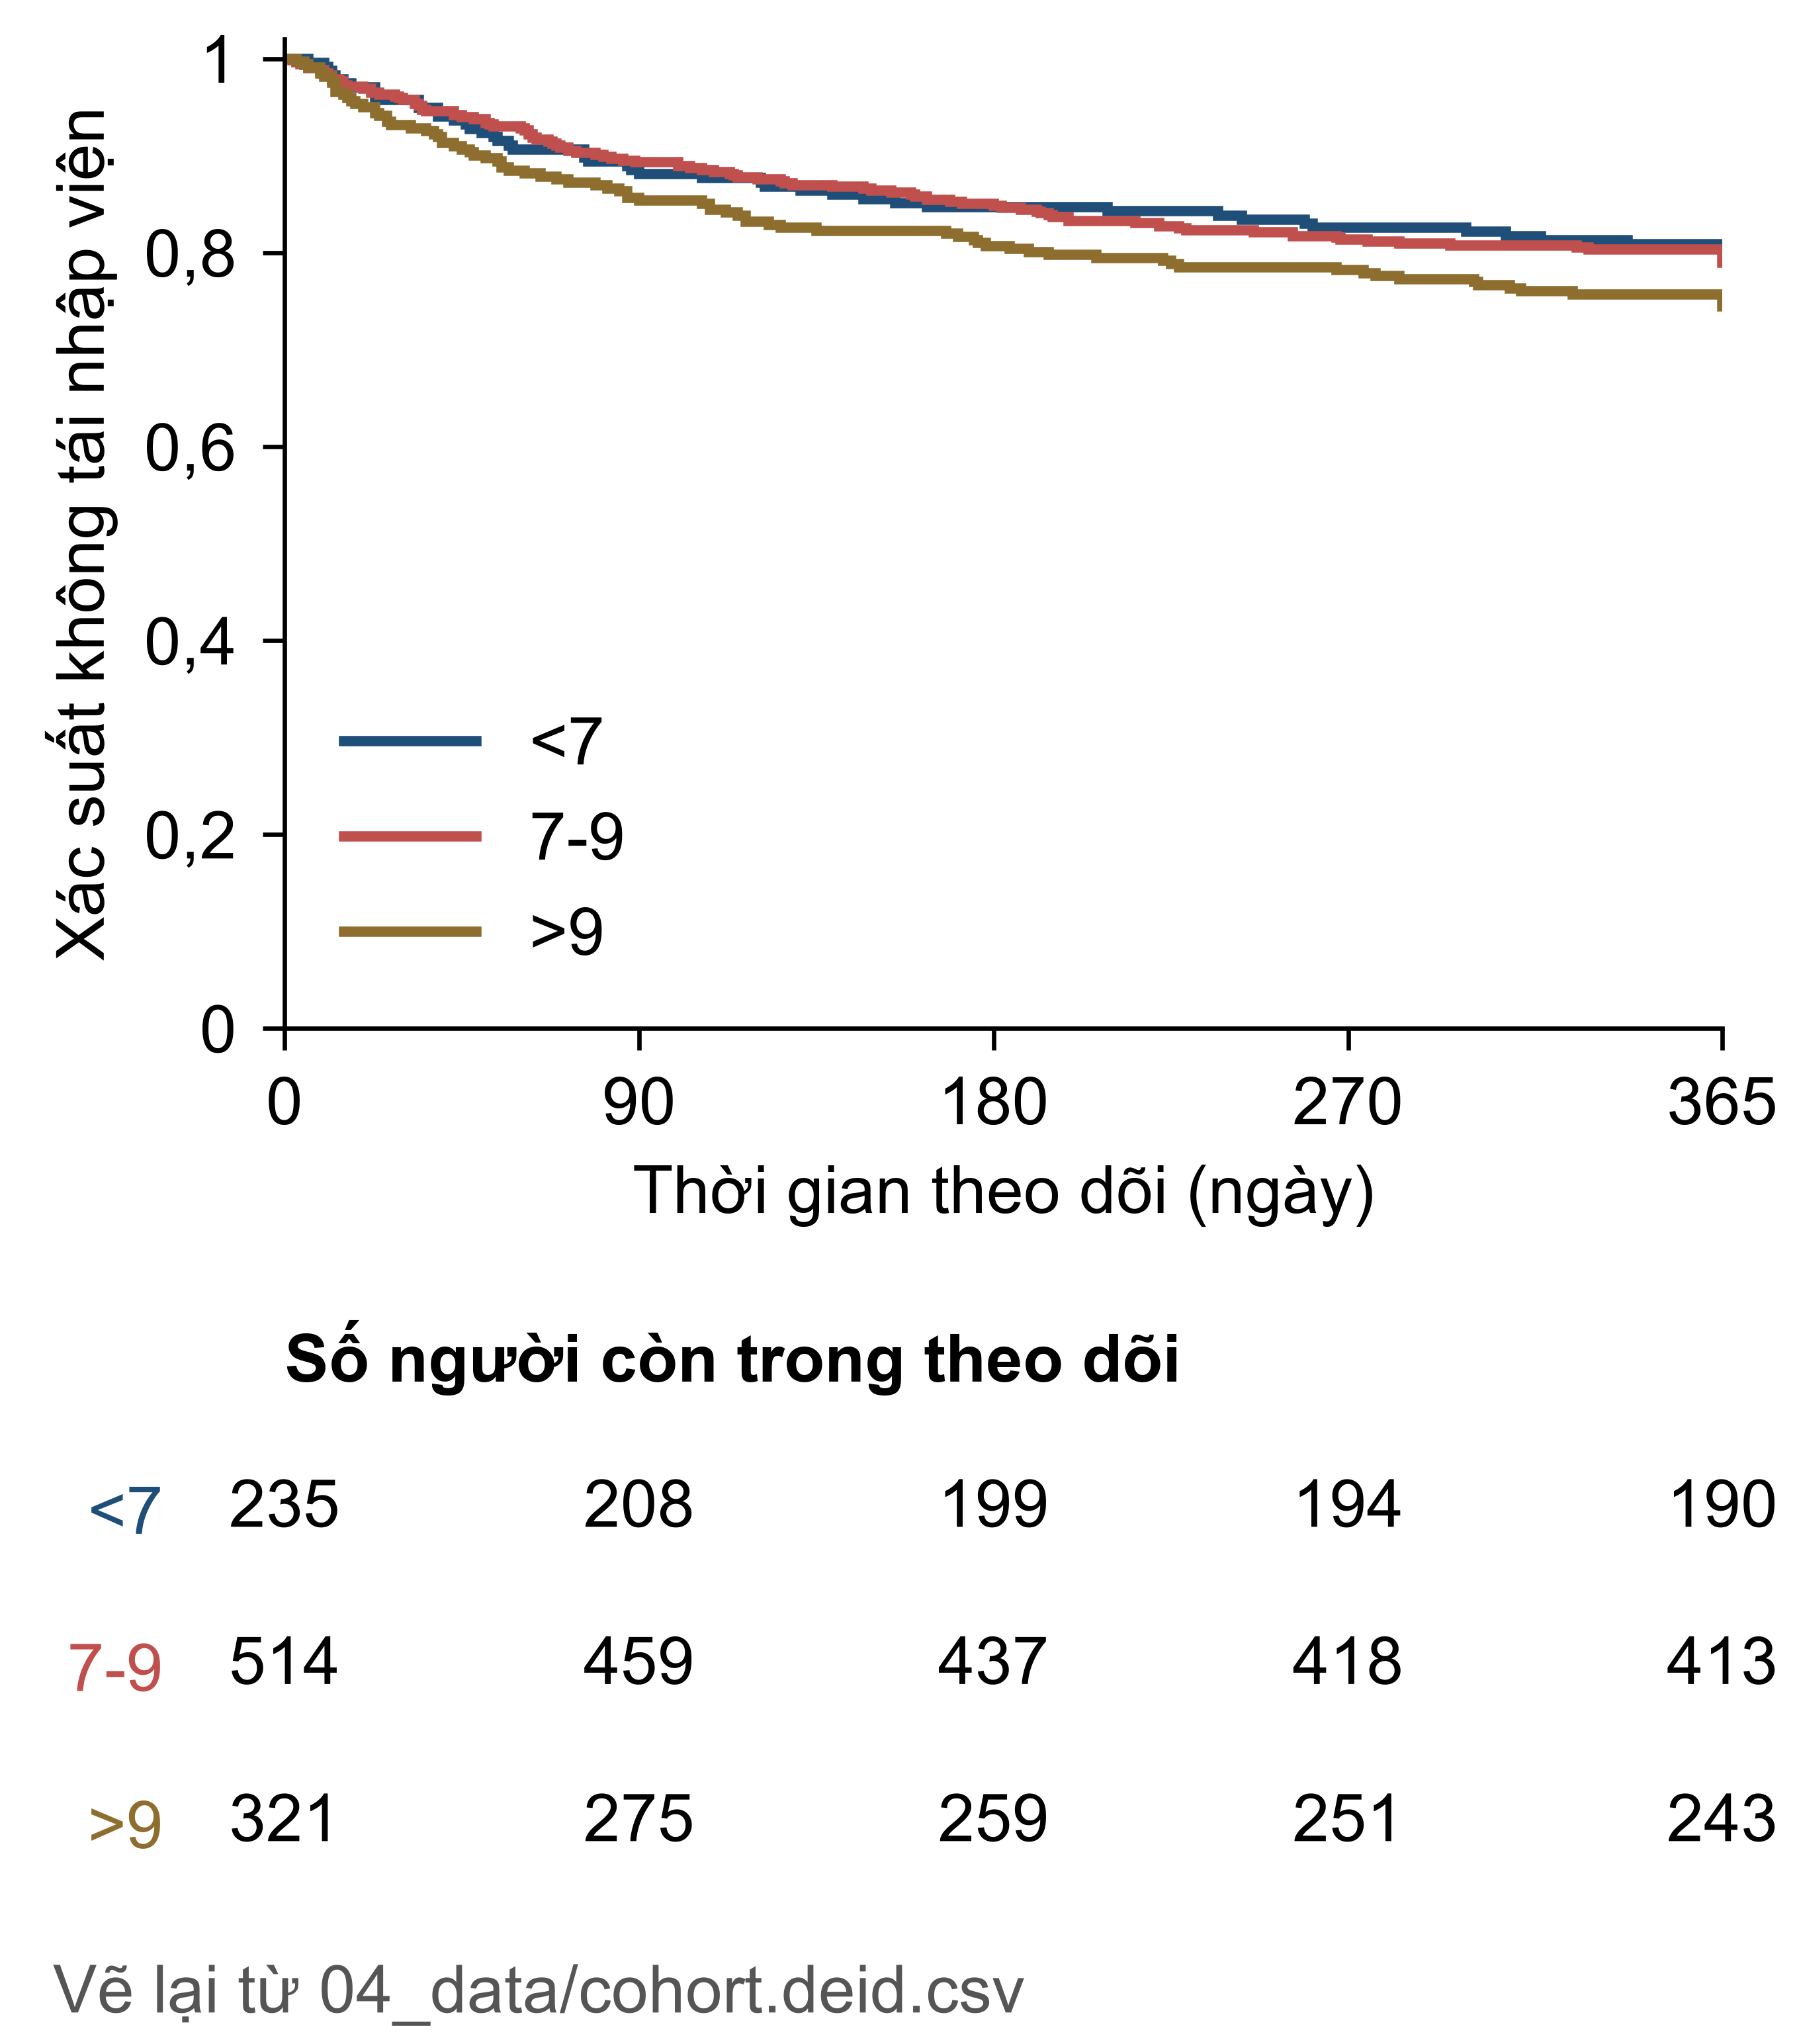 Xác suất không tái nhập viện
1
0,8
0,6
0,4
0,2
0
<7
7-9
>9
0 90 180 270 365
Thời gian theo dõi (ngày)
Số người còn trong theo dõi
<7 235 208 199 194 190
7-9 514 459 437 418 413
>9 321 275 259 251 243
Vẽ lại từ 04_data/cohort.deid.csv